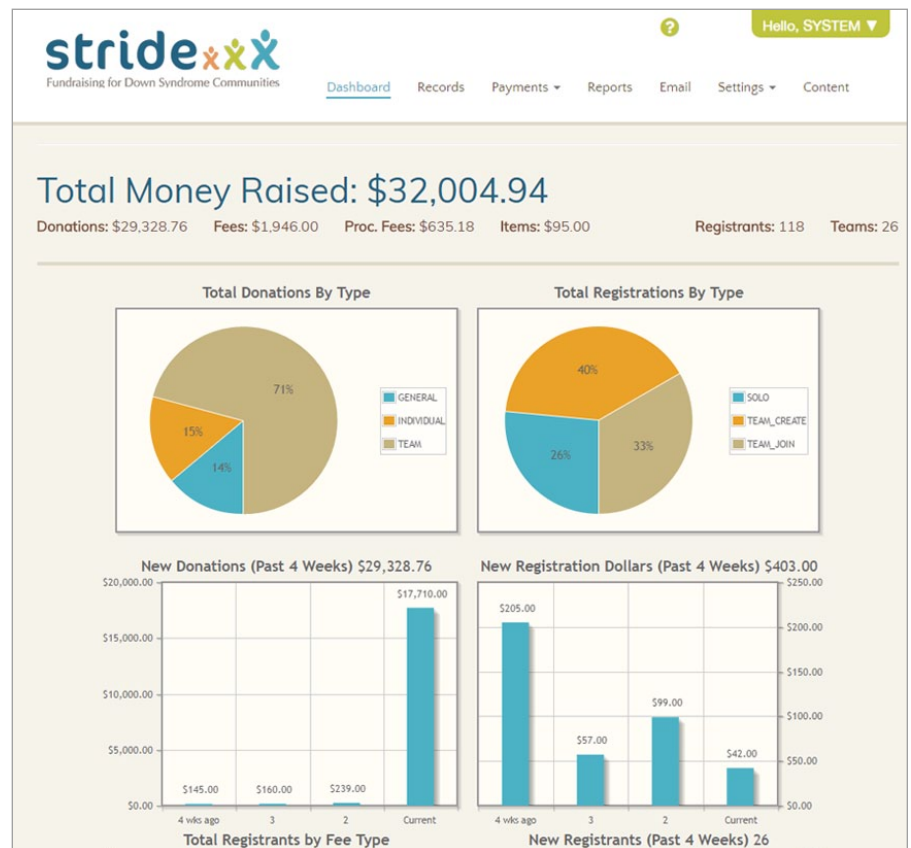 Hello, SYSTEM ▼
?
stride
Fundraising for Down Syndrome Communities
Dashboard Records Payments Reports Email Settings Content
Total Money Raised: $32,004.94
Donations: $29,328.76 Fees: $1,946.00 Proc. Fees: $635.18 Items: $95.00 Registrants: 118 Teams: 26
Total Donations By Type
71%
15%
14%
GENERAL
INDIVIDUAL
TEAM
Total Registrations By Type
40%
26%
33%
SOLO
TEAM_CREATE
TEAM_JOIN
New Donations (Past 4 Weeks) $29,328.76
$20,000.00
$15,000.00
$10,000.00
$5,000.00
$0.00
$145.00
$160.00
$239.00
$17,710.00
4 wks ago 3 2 Current
New Registration Dollars (Past 4 Weeks) $403.00
$205.00
$57.00
$99.00
$42.00
$250.00
$200.00
$150.00
$100.00
$50.00
$0.00
4 wks ago 3 2 Current
Total Registrants by Fee Type
New Registrants (Past 4 Weeks) 26